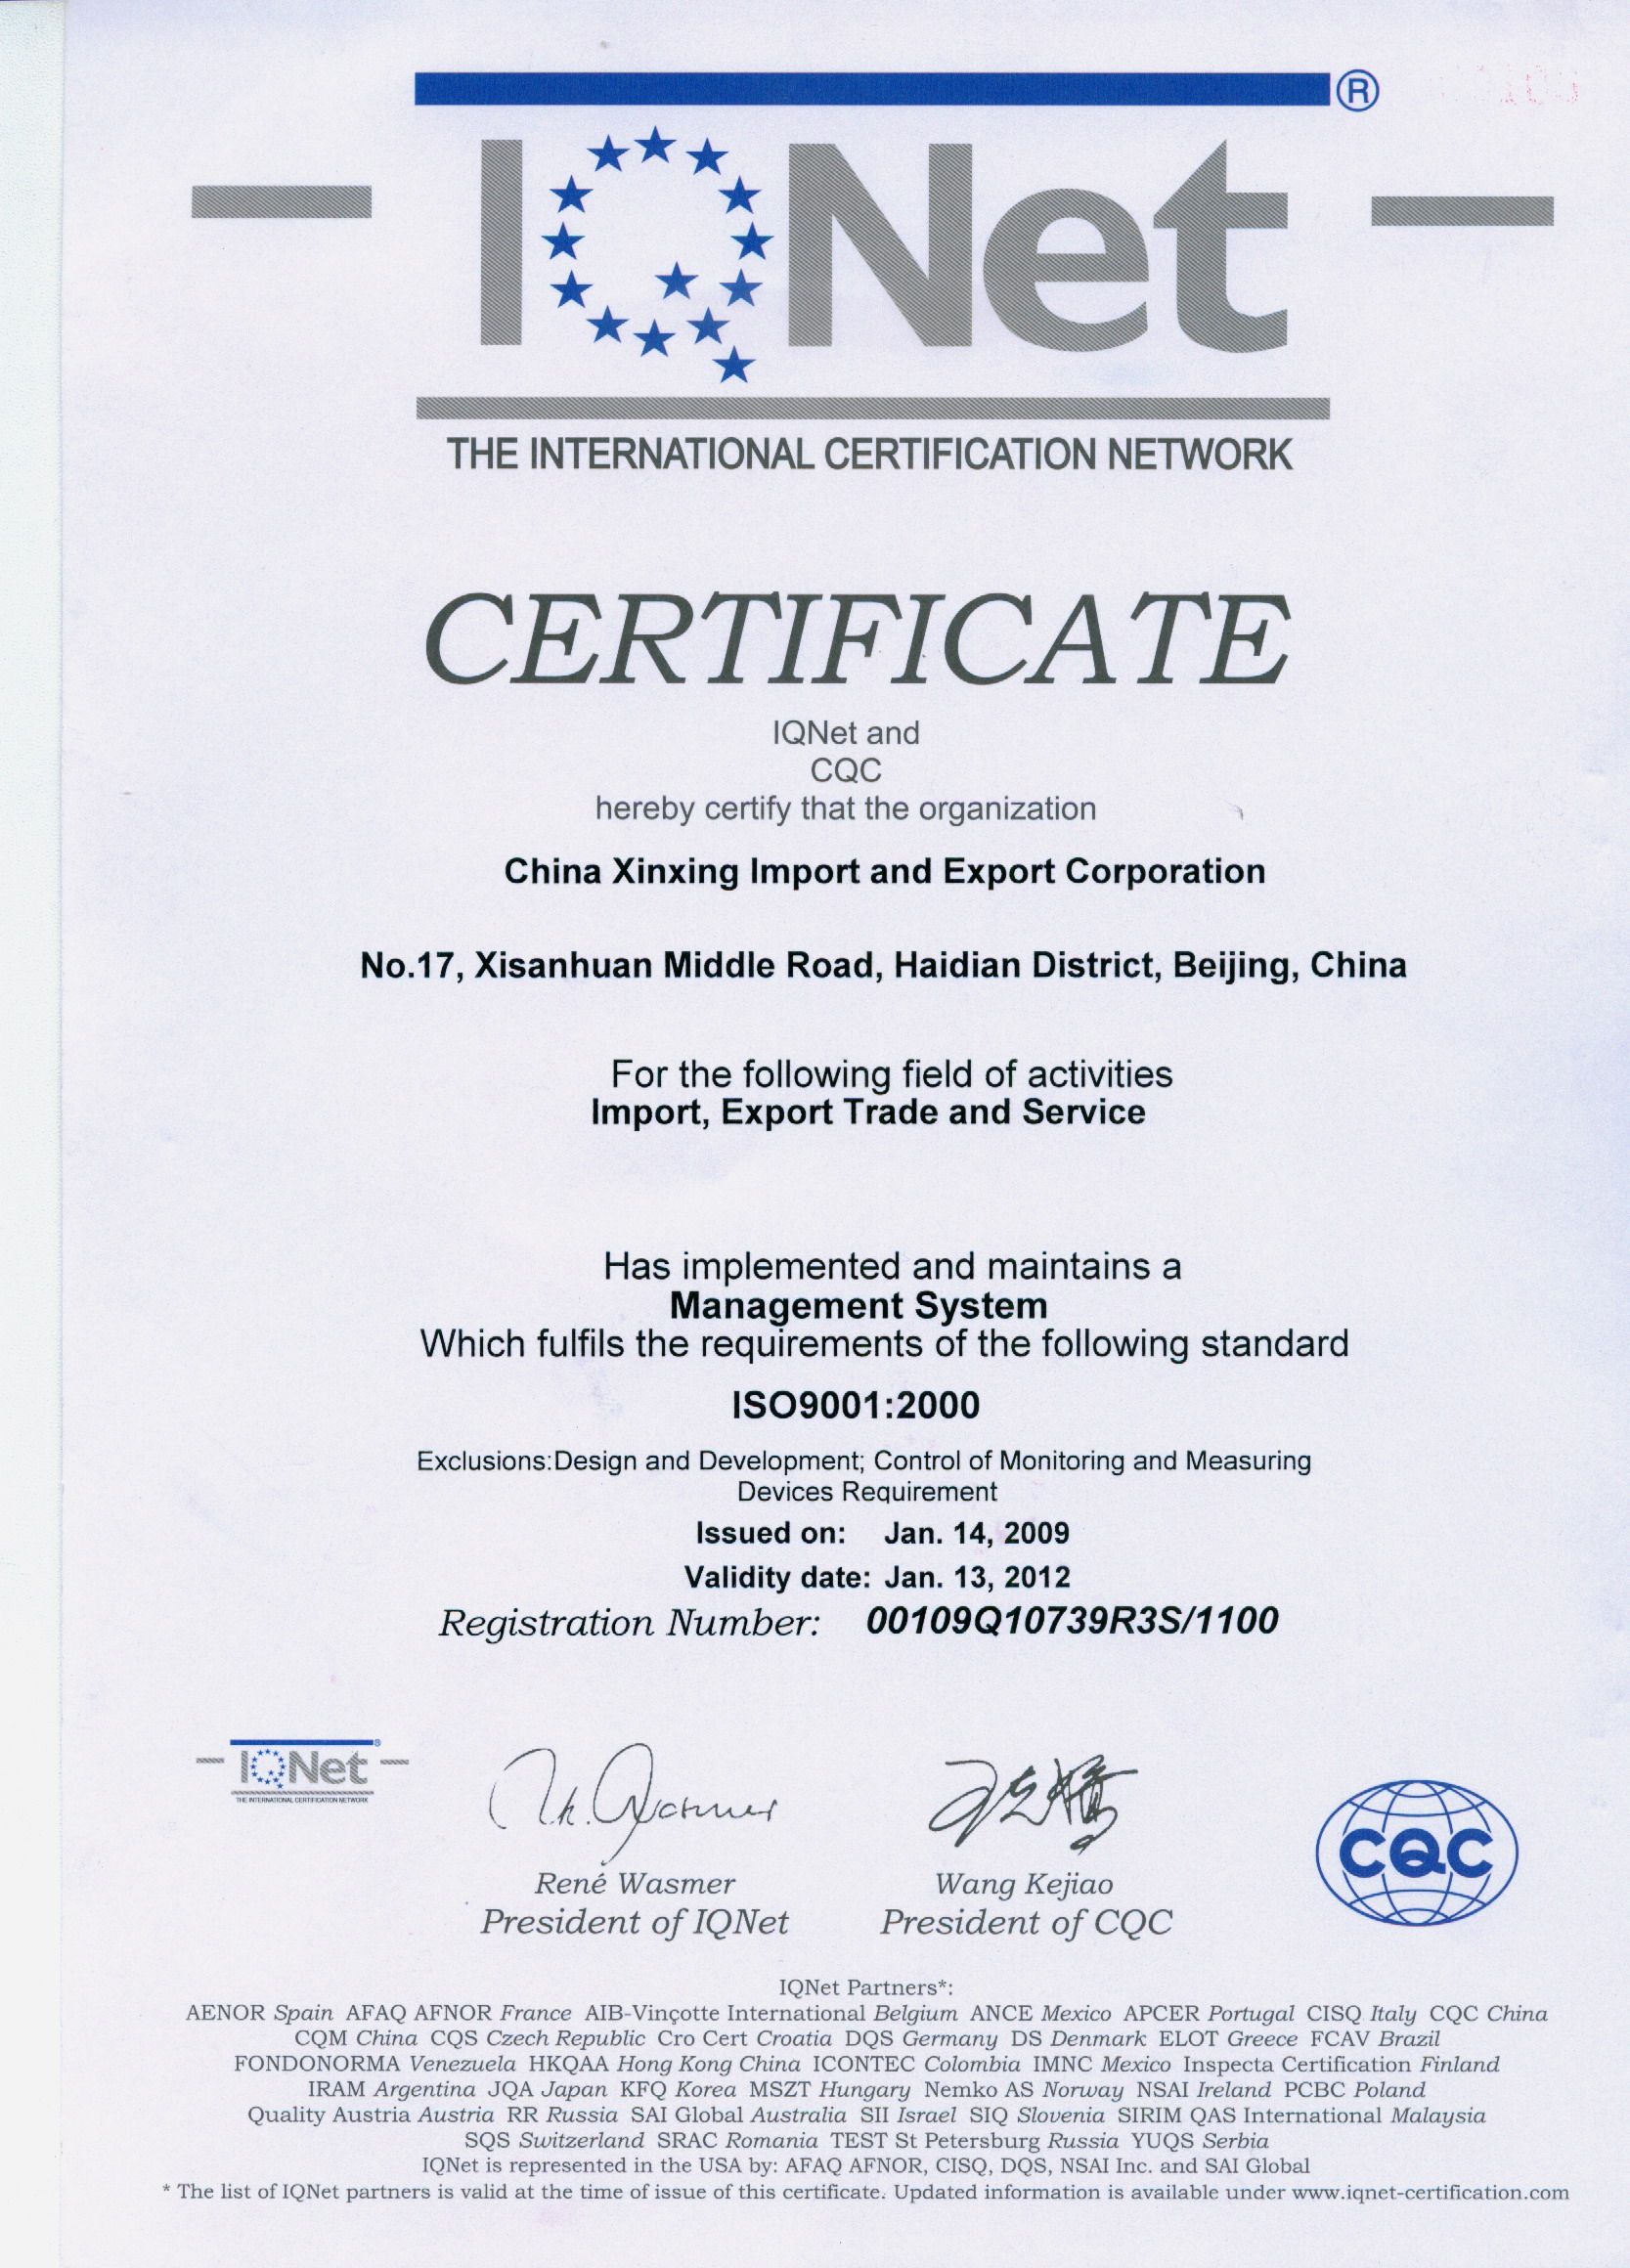 IQNet®
THE INTERNATIONAL CERTIFICATION NETWORK
CERTIFICATE
IQNet and
CQC
hereby certify that the organization
China Xinxing Import and Export Corporation
No.17, Xisanhuan Middle Road, Haidian District, Beijing, China
For the following field of activities
Import, Export Trade and Service
Has implemented and maintains a
Management System
Which fulfils the requirements of the following standard
ISO9001:2000
Exclusions:Design and Development; Control of Monitoring and Measuring
Devices Requirement
Issued on: Jan. 14, 2009
Validity date: Jan. 13, 2012
Registration Number: 00109Q10739R3S/1100
IQNet®
THE INTERNATIONAL CERTIFICATION NETWORK
CQC
René Wasmer
Wang Kejiao
President of IQNet
President of CQC
IQNet Partners*:
AENOR Spain AFAQ AFNOR France AIB-Vinçotte International Belgium ANCE Mexico APCER Portugal CISQ Italy CQC China
CQM China CQS Czech Republic Cro Cert Croatia DQS Germany DS Denmark ELOT Greece FCAV Brazil
FONDONORMA Venezuela HKQAA Hong Kong China ICONTEC Colombia IMNC Mexico Inspecta Certification Finland
IRAM Argentina JQA Japan KFQ Korea MSZT Hungary Nemko AS Norway NSAI Ireland PCBC Poland
Quality Austria Austria RR Russia SAI Global Australia SII Israel SIQ Slovenia SIRIM QAS International Malaysia
SQS Switzerland SRAC Romania TEST St Petersburg Russia YUQS Serbia
IQNet is represented in the USA by: AFAQ AFNOR, CISQ, DQS, NSAI Inc. and SAI Global
* The list of IQNet partners is valid at the time of issue of this certificate. Updated information is available under www.iqnet-certification.com